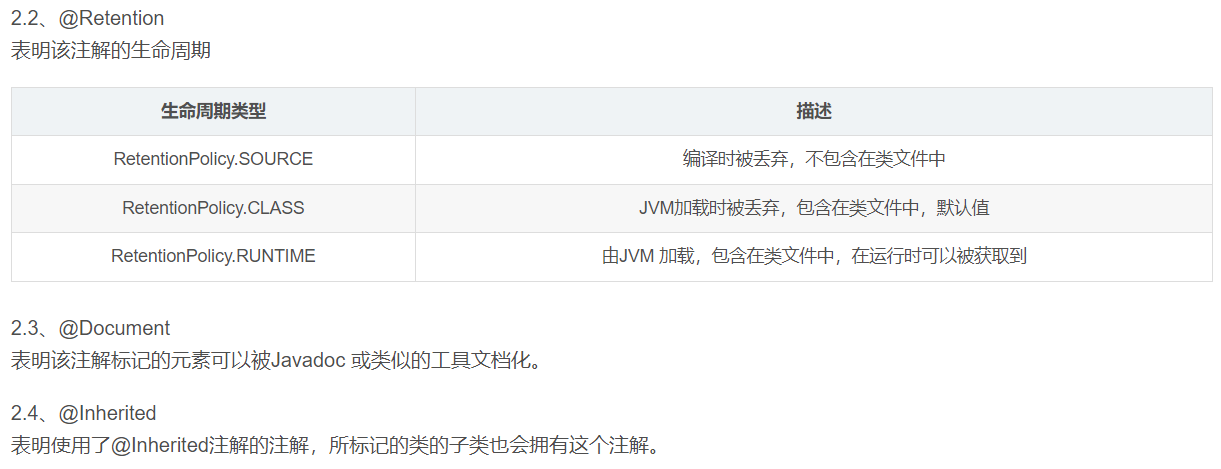 2.2、@Retention
表明该注解的生命周期
生命周期类型 描述
RetentionPolicy.SOURCE 编译时被丢弃，不包含在类文件中
RetentionPolicy.CLASS JVM加载时被丢弃，包含在类文件中，默认值
RetentionPolicy.RUNTIME 由JVM 加载，包含在类文件中，在运行时可以被获取到
2.3、@Document
表明该注解标记的元素可以被Javadoc 或类似的工具文档化。
2.4、@Inherited
表明使用了@Inherited注解的注解，所标记的类的子类也会拥有这个注解。